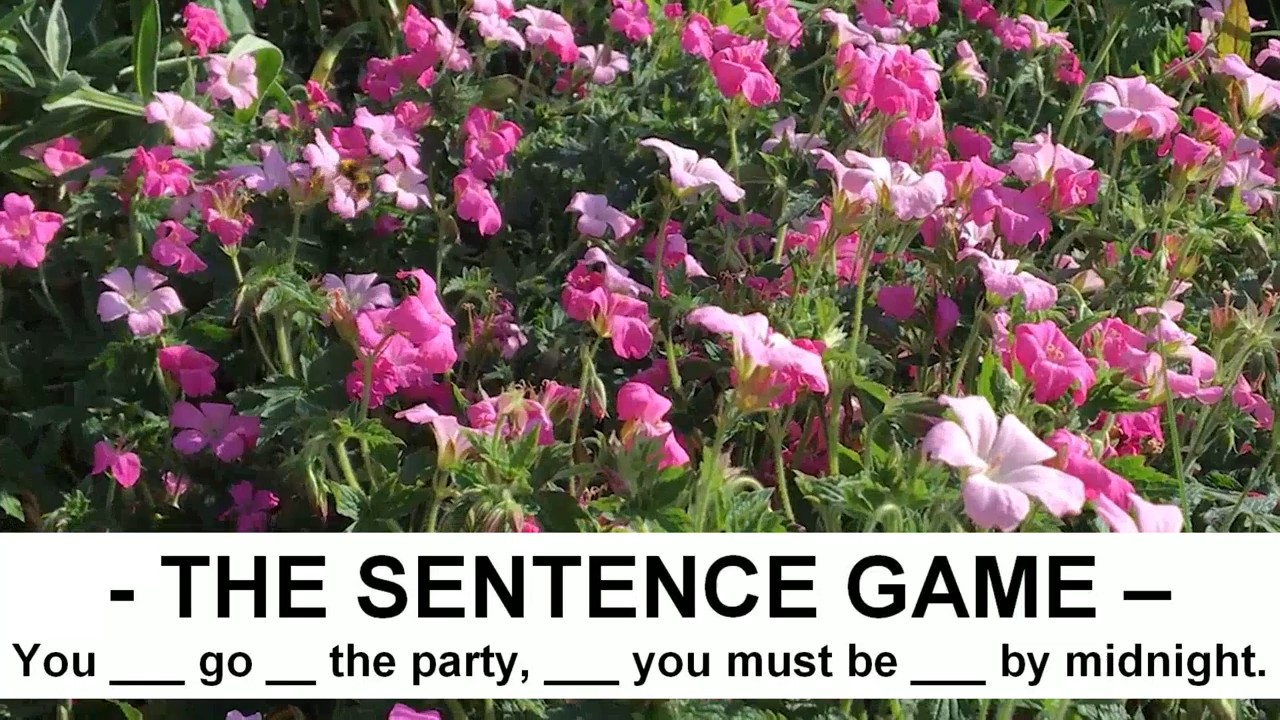 - THE SENTENCE GAME –
You ___ go __ the party, ___ you must be ___ by midnight.